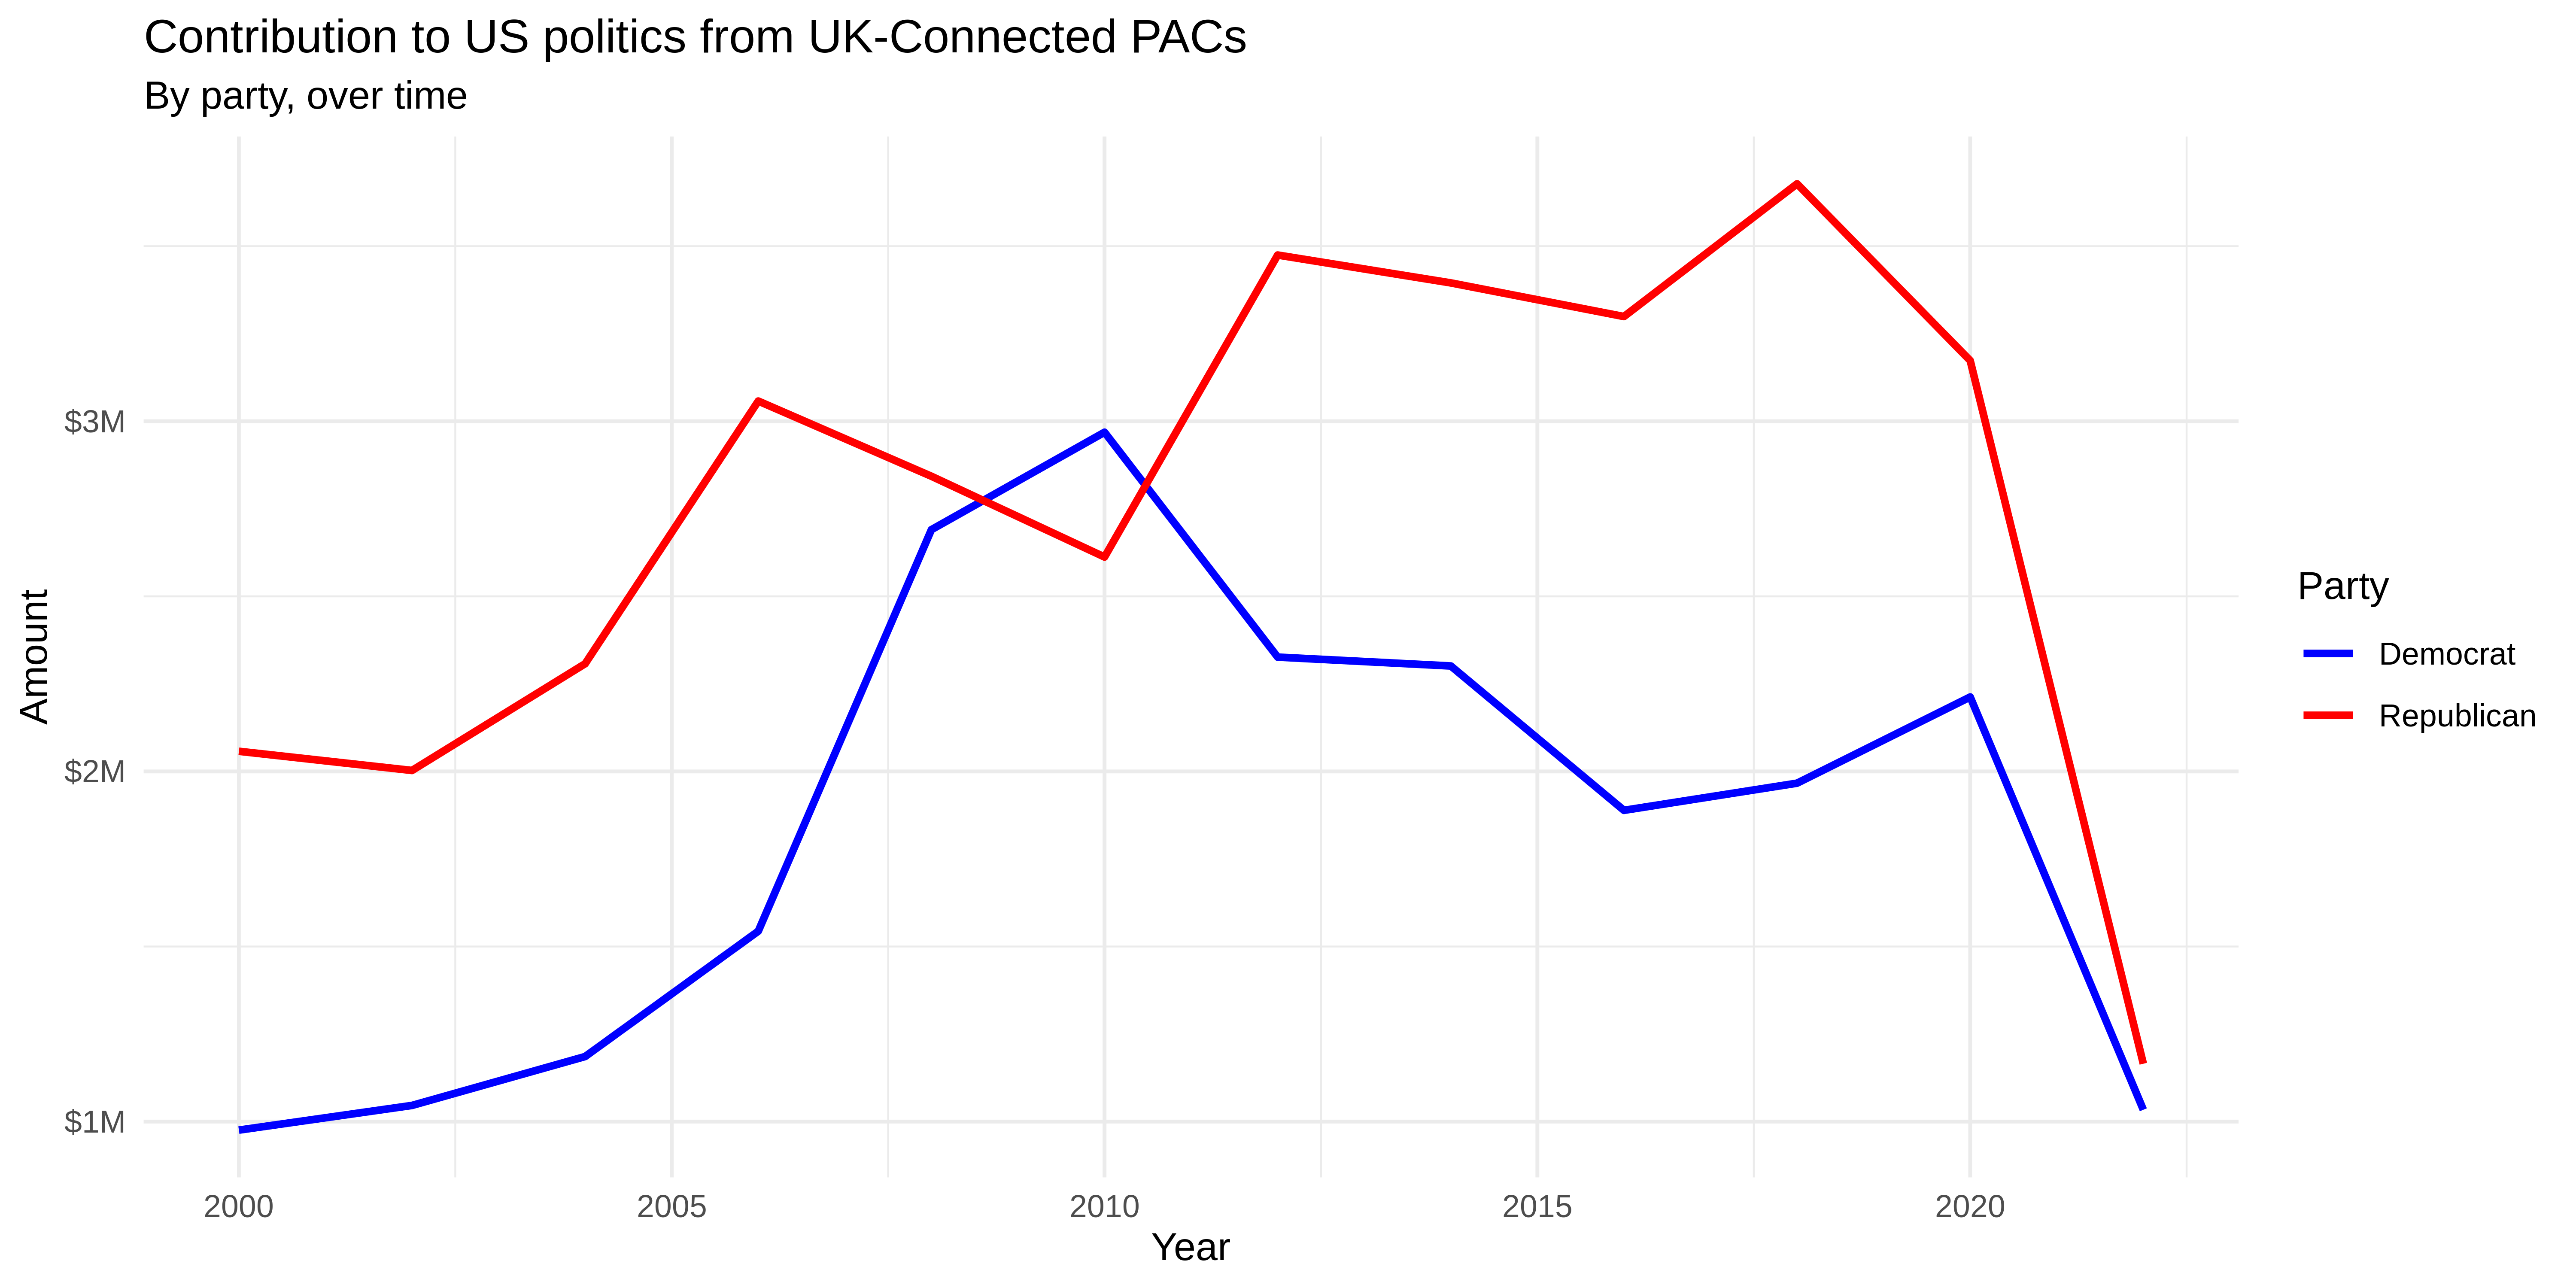 Contribution to US politics from UK-Connected PACs
By party, over time
Amount
$3M
$2M
$1M
2000
2005
2010
2015
2020
Year
Party
Democrat
Republican